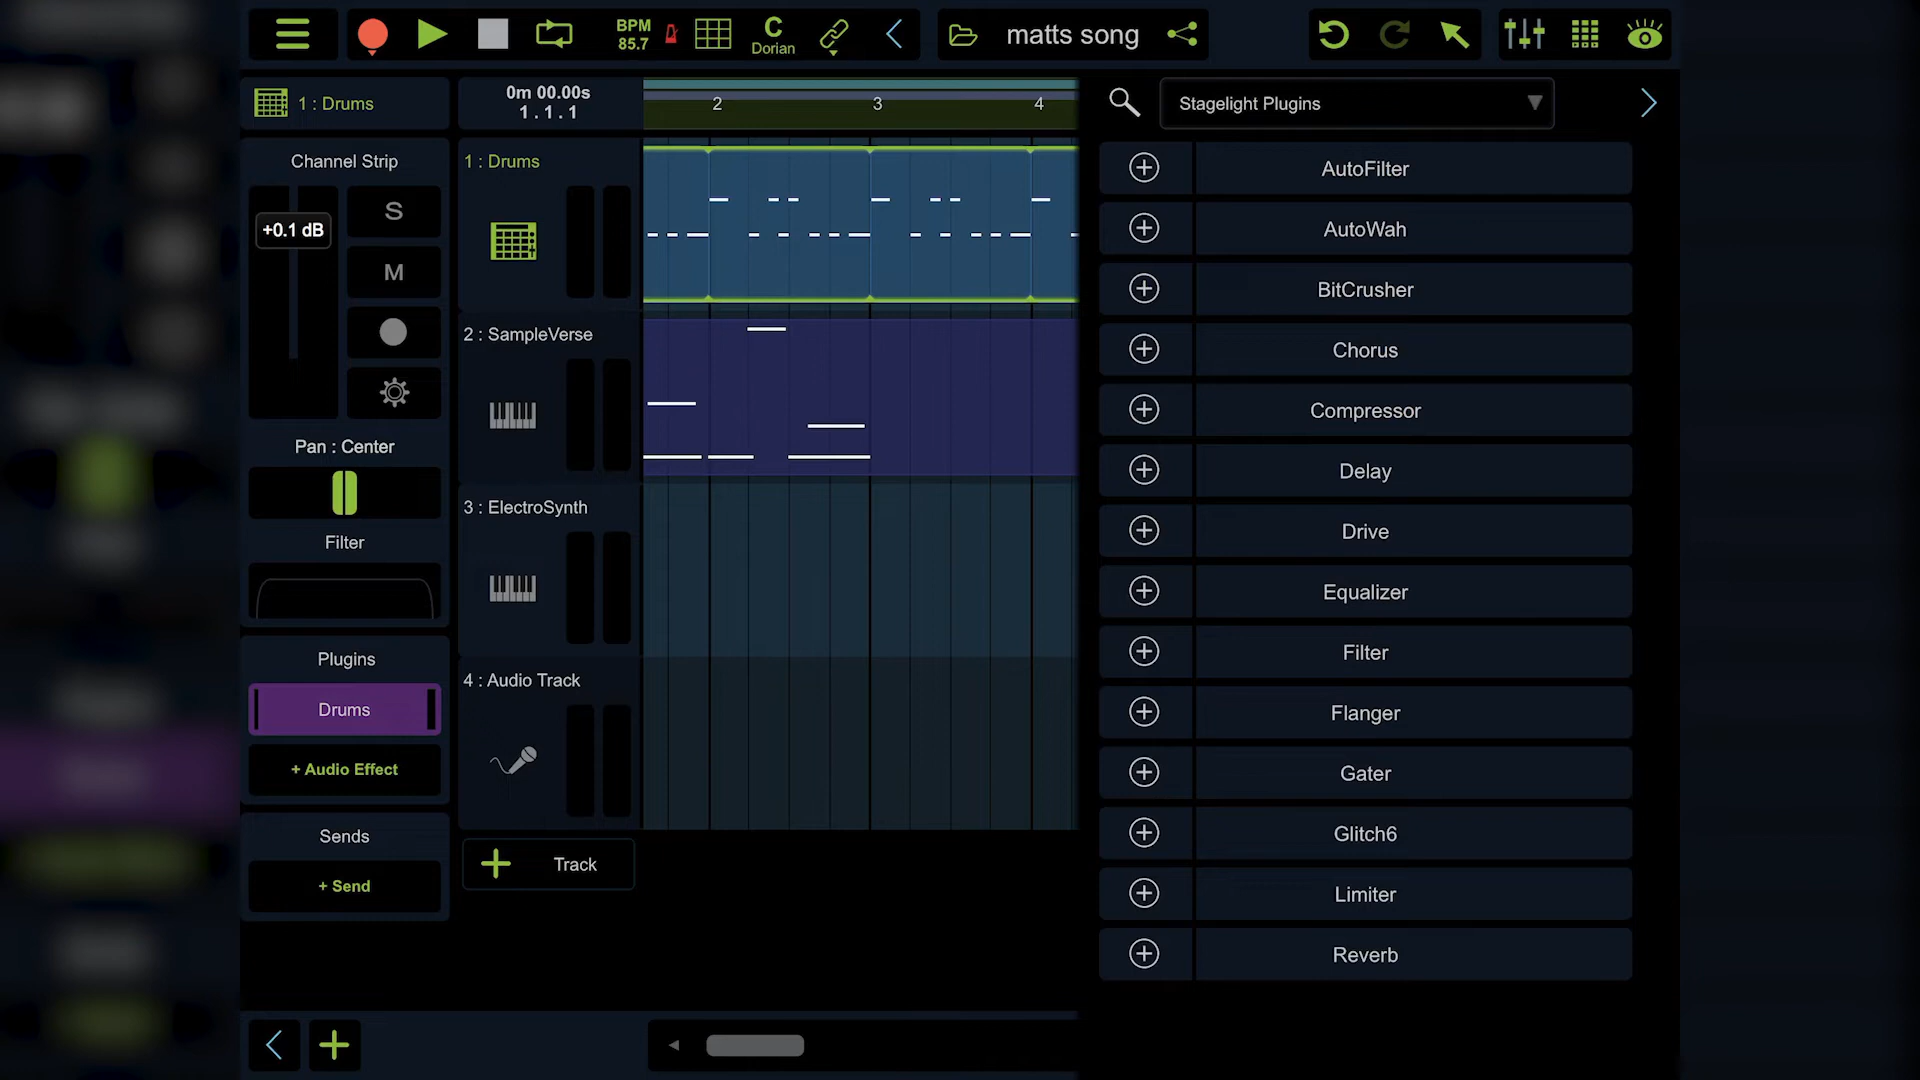 BPM
85.7
C
Dorian
matts song
1 : Drums
0m 00.00s
1 . 1 . 1
2
3
4
Stagelight Plugins
Channel Strip
+0.1 dB
S
M
Pan : Center
Filter
Plugins
Drums
+ Audio Effect
Sends
+ Send
1 : Drums
2 : SampleVerse
3 : ElectroSynth
4 : Audio Track
Track
AutoFilter
AutoWah
BitCrusher
Chorus
Compressor
Delay
Drive
Equalizer
Filter
Flanger
Gater
Glitch6
Limiter
Reverb